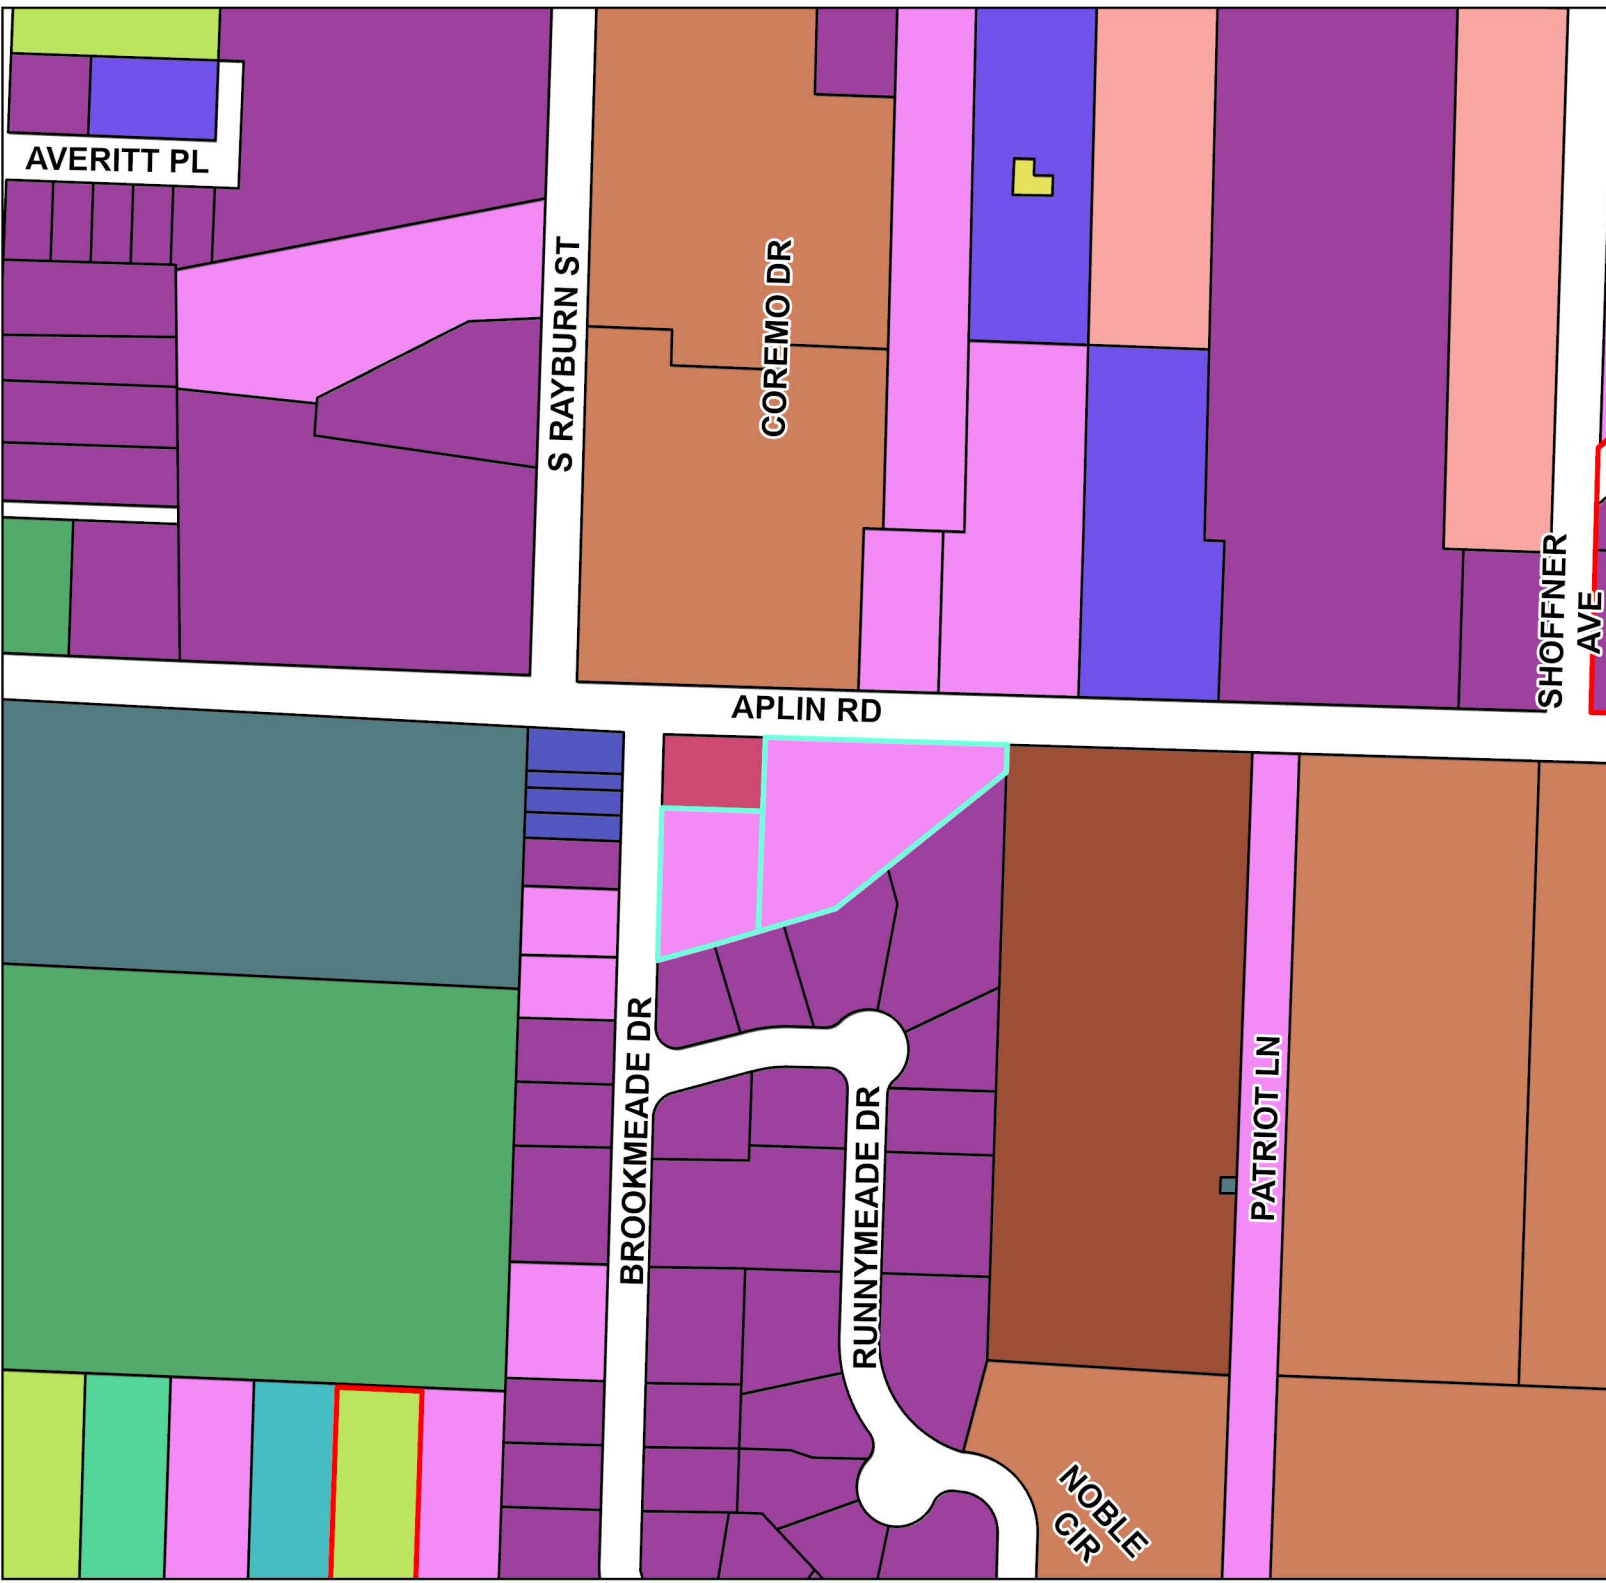 AVERITT PL
S RAYBURN ST
COREMO DR
SHOFFNER
AVE
APLIN RD
BROOKMEADE DR
RUNNYMEADE DR
PATRIOT LN
NOBLE
CIR